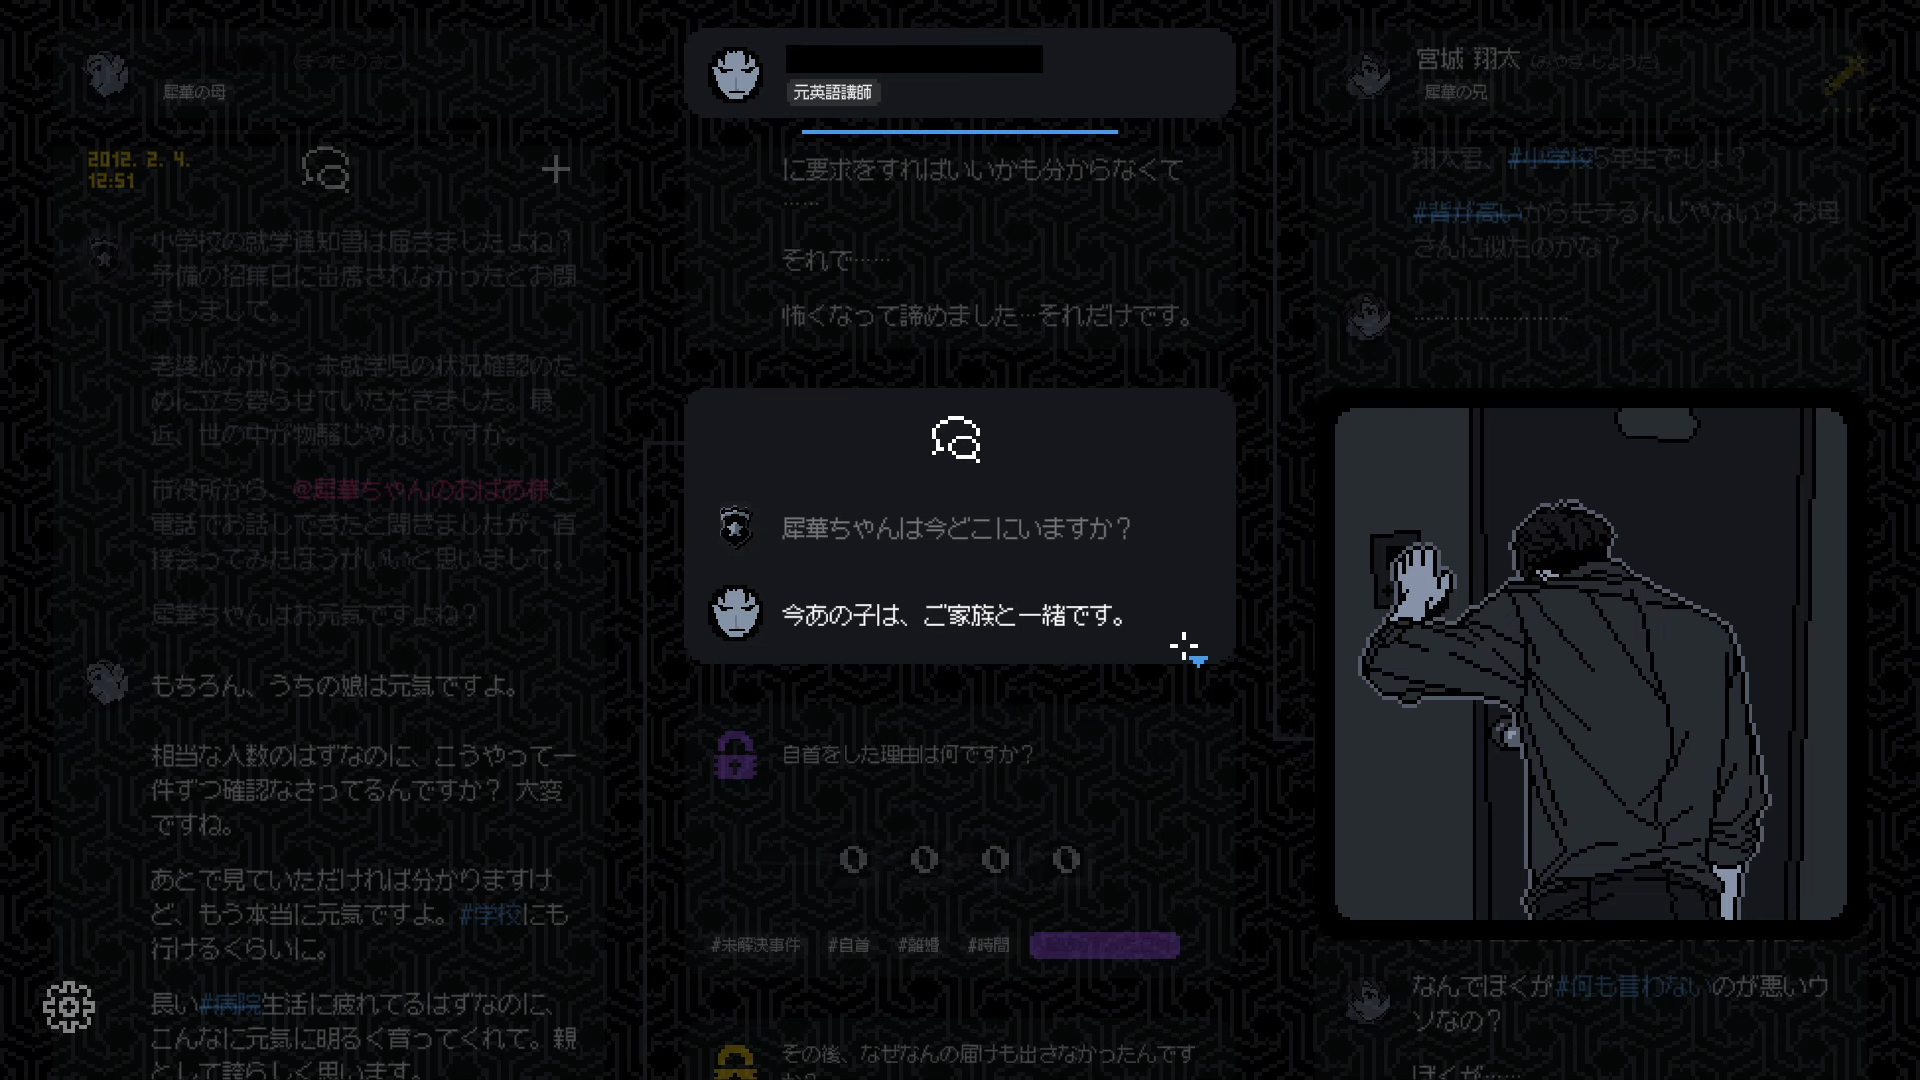 (まつだ りさこ)
犀華の母
2012. 2. 4.
12:51
小学校の就学通知書は届きましたよね?
予備の招集日に出席されなかったとお聞
きしまして。
老婆心ながら、未就学児の状況確認のた
めに立ち寄らせていただきました。最
近、世の中が物騒じゃないですか。
市役所から、@犀華ちゃんのおばあ様と
電話でお話しできたと聞きましたが、直
接会ってみたほうがいいと思いまして。
犀華ちゃんはお元気ですよね?
もちろん、うちの娘は元気ですよ。
相当な人数のはずなのに、こうやって一
件ずつ確認なさってるんですか? 大変
ですね。
あとで見ていただければ分かりますけ
ど、もう本当に元気ですよ。#学校にも
行けるくらいに。
長い#病院生活に疲れてるはずなのに、
こんなに元気に明るく育ってくれて。親
として誇らしく思います。
元英語講師
に要求をすればいいかも分からなくて
……
それで……
怖くなって諦めました…それだけです。
犀華ちゃんは今どこにいますか?
今あの子は、ご家族と一緒です。
自首をした理由は何ですか?
0 0 0 0
#未解決事件 #自首 #離婚 #時間
その後、なぜなんの届けも出さなかったんです
か?
宮城 翔太 (みやぎ しょうた)
犀華の兄
翔太君、#小学校5年生でしょ?
#背が高いからモテるんじゃない? お母
さんに似たのかな?
……………………
なんでぼくが#何も言わないのが悪いウ
ソなの?
ぼくが……